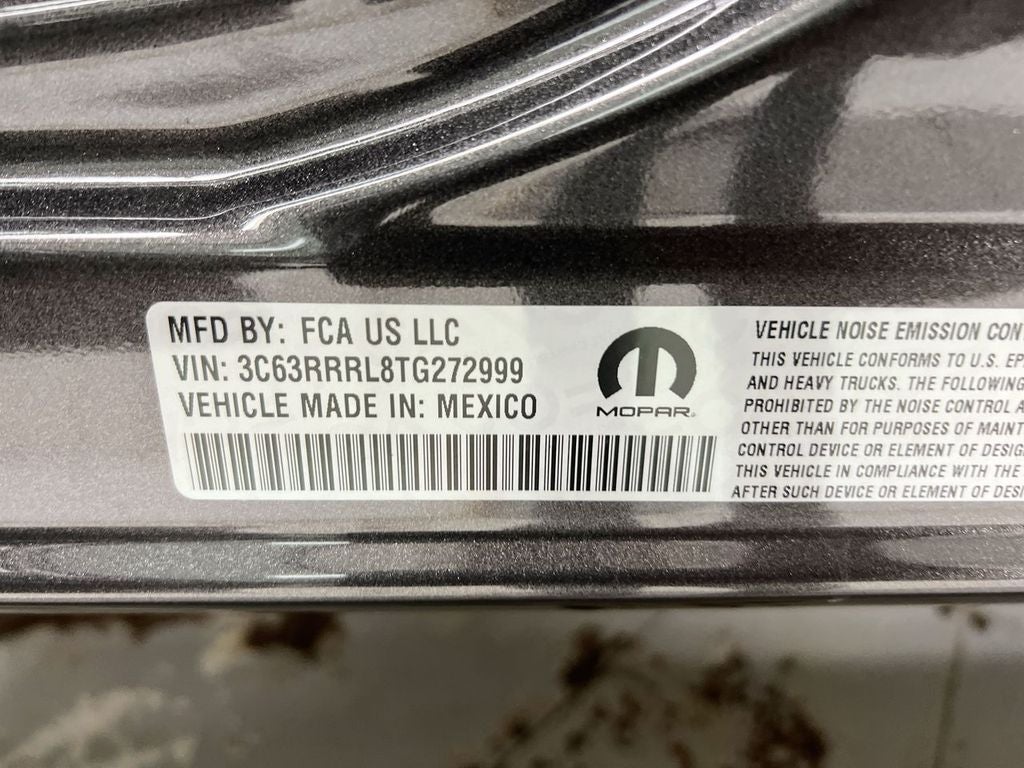 MFD BY: FCA US LLC
VIN: 3C63RRRL8TG272999
VEHICLE MADE IN: MEXICO
MOPAR
VEHICLE NOISE EMISSION
THIS VEHICLE CONFORMS TO U.S.
AND HEAVY TRUCKS. THE FOLLOWING
PROHIBITED BY THE NOISE CONTROL
OTHER THAN FOR PURPOSES OF
CONTROL DEVICE OR ELEMENT OF
THIS VEHICLE IN COMPLIANCE WITH THE
AFTER SUCH DEVICE OR ELEMENT OF